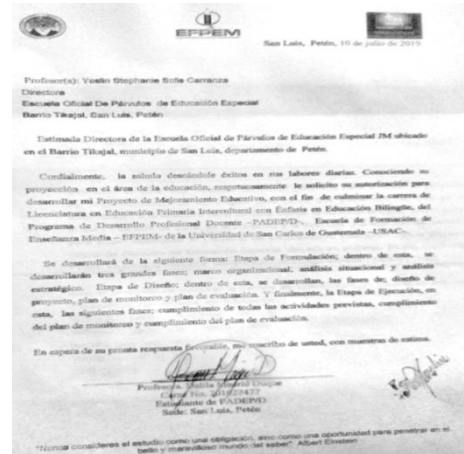 EFPEM
San Luis, Petén, 10 de julio de 2019
Profesor(a): Yeslin Stephanie Sofía Carranza
Directora
Escuela Oficial De Párvulos de Educación Especial
Barrio Tikajal, San Luis, Petén
Estimada Directora de la Escuela Oficial de Párvulos de Educación Especial JM ubicado
en el Barrio Tikajal, municipio de San Luis, departamento de Petén.
Cordialmente, la saludo deseándole éxitos en sus labores diarias. Conociendo su
proyección en el área de la educación, respetuosamente le solicito su autorización para
desarrollar mi Proyecto de Mejoramiento Educativo, con el fin de culminar la carrera de
Licenciatura en Educación Primaria Intercultural con Énfasis en Educación Bilingüe, del
Programa de Desarrollo Profesional Docente –PADEP/D-, Escuela de Formación de
Enseñanza Media – EFPEM- de la Universidad de San Carlos de Guatemala –USAC-.
Se desarrollará de la siguiente forma: Etapa de Formulación; dentro de esta, se
desarrollarán tres grandes fases; marco organizacional, análisis situacional y análisis
estratégico. Etapa de Diseño; dentro de esta, se desarrollan, las fases de; diseño de
proyecto, plan de monitoreo y plan de evaluación. Y finalmente, la Etapa de Ejecución, en
esta, las siguientes fases; cumplimiento de todas las actividades previstas, cumplimiento
del plan de monitoreo y cumplimiento del plan de evaluación.
En espera de su pronta respuesta favorable, me suscribo de usted, con muestras de estima.
Profesora Madrid Duque
Carné No.
Estudiante de PADEP/D
Sede: San Luis, Petén
"Nunca consideres el estudio como una obligación, sino como una oportunidad para penetrar en el
bello y maravilloso mundo del saber" Albert Einstein